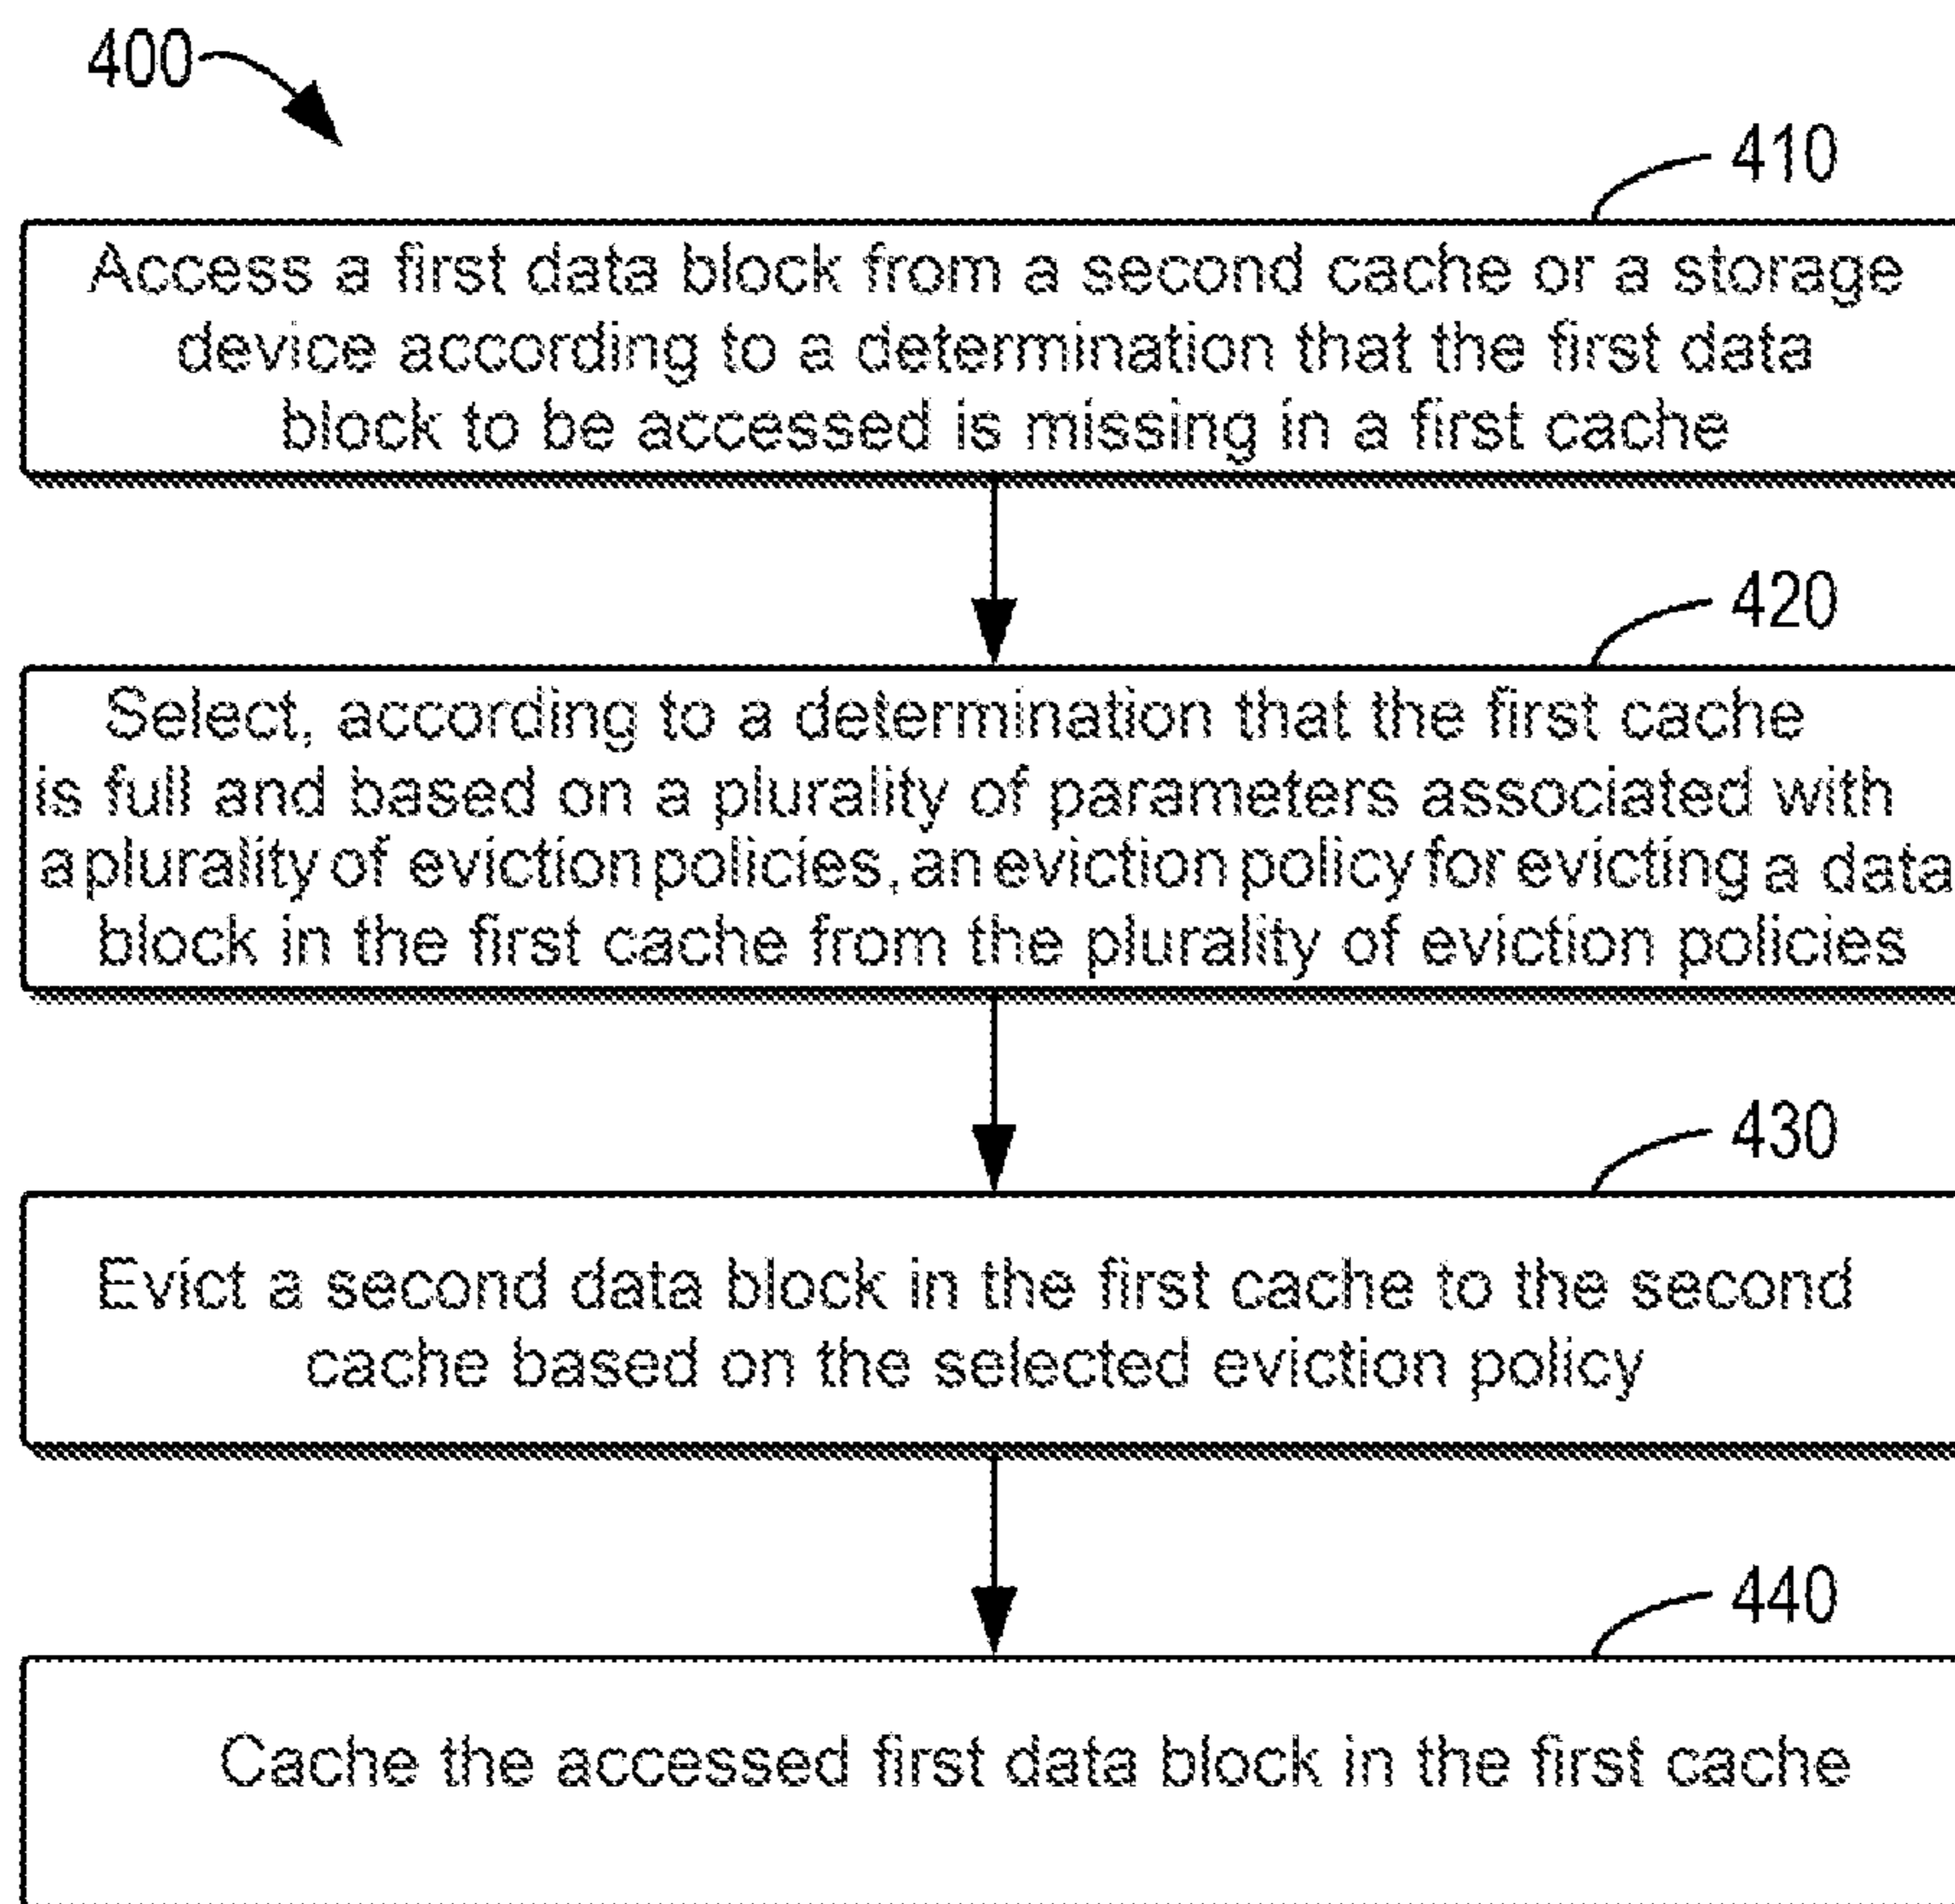 400
410
Access a first data block from a second cache or a storage
device according to a determination that the first data
block to be accessed is missing in a first cache
420
Select, according to a determination that the first cache
is full and based on a plurality of parameters associated with
a plurality of eviction policies, an eviction policy for evicting a data
block in the first cache from the plurality of eviction policies
430
Evict a second data block in the first cache to the second
cache based on the selected eviction policy
440
Cache the accessed first data block in the first cache